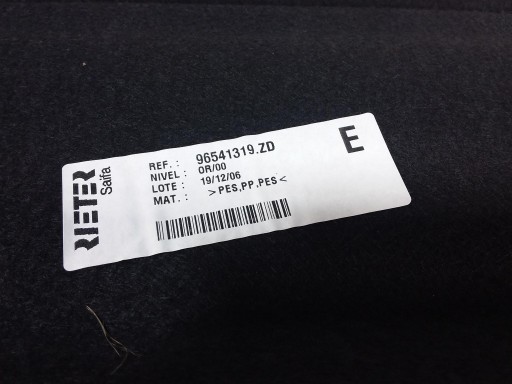 RIETER
Saifa
REF. : 96541319.ZD
NIVEL : OR/00
LOTE : 19/12/06
MAT. : >PES,PP,PES<
E